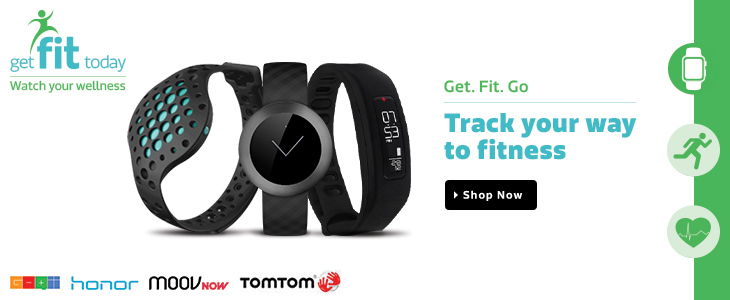 get fit today
Watch your wellness
Get. Fit. Go
Track your way
to fitness
Shop Now
honor
MOOV NOW
TOMTOM